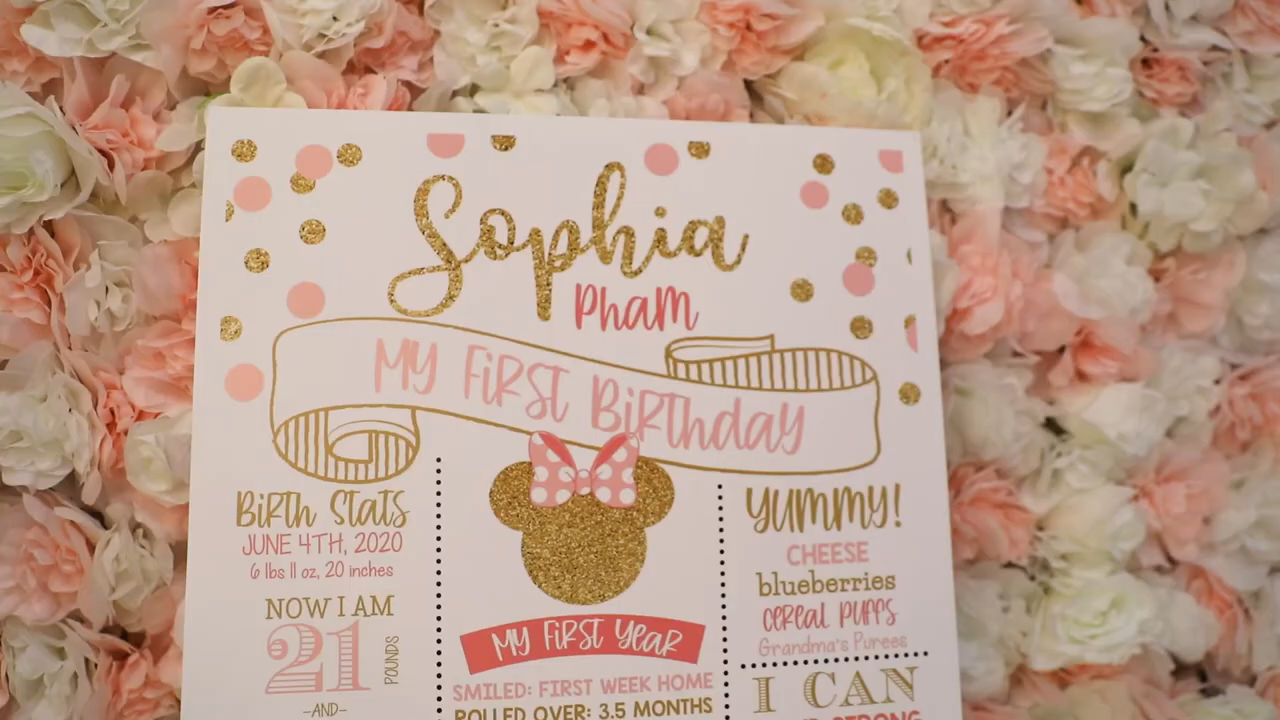 Sophia
Pham
My First Birthday
Birth Stats
JUNE 4TH, 2020
6 lbs 11 oz, 20 inches
NOW I AM
21
POUNDS
-AND-
MY FIRST YEAR
SMILED: FIRST WEEK HOME
ROLLED OVER: 3.5 MONTHS
YUMMY!
CHEESE
blueberries
cereal puffs
Grandma's Purees
I CAN
STRONG